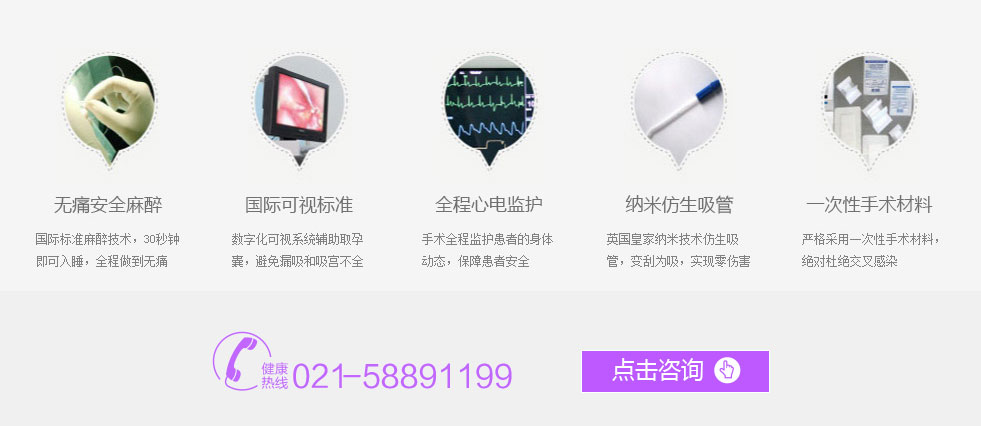 无痛安全麻醉
国际标准麻醉技术，30秒钟
即可入睡，全程做到无痛
国际可视标准
数字化可视系统辅助取孕
囊，避免漏吸和吸宫不全
全程心电监护
手术全程监护患者的身体
动态，保障患者安全
纳米仿生吸管
英国皇家纳米技术仿生吸
管，变刮为吸，实现零伤害
一次性手术材料
严格采用一次性手术材料，
绝对杜绝交叉感染
健康
热线
021-58891199
点击咨询